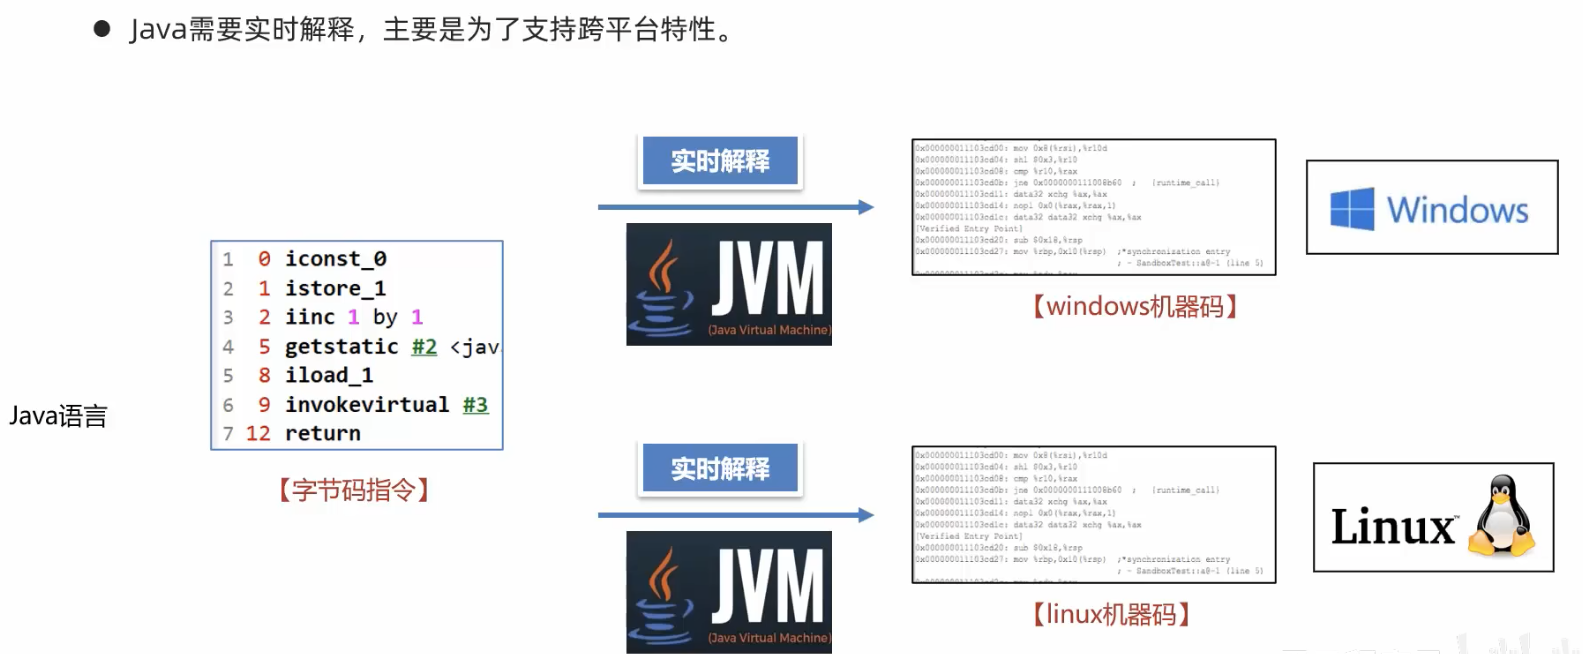 ● Java需要实时解释，主要是为了支持跨平台特性。
实时解释
JVM
(Java Virtual Machine)
0x000000011103cd00: mov 0x8(%rsi),%r10d
0x000000011103cd04: shl $0x3,%r10
0x000000011103cd08: cmp %r10,%rax
0x000000011103cd0b: jne 0x0000000111008b60 ; {runtime_call}
0x000000011103cd11: data32 xchg %ax,%ax
0x000000011103cd14: nopl 0x0(%rax,%rax,1)
0x000000011103cd1c: data32 data32 xchg %ax,%ax
[Verified Entry Point]
0x000000011103cd20: sub $0x18,%rsp
0x000000011103cd27: mov %rbp,0x10(%rsp) ;*synchronization entry
; - SandboxTest::a@-1 (line 5)
【windows机器码】
Windows
1 0 iconst_0
2 1 istore_1
3 2 iinc 1 by 1
4 5 getstatic #2 <jav
5 8 iload_1
6 9 invokevirtual #3
7 12 return
【字节码指令】
Java语言
实时解释
JVM
(Java Virtual Machine)
0x000000011103cd00: mov 0x8(%rsi),%r10d
0x000000011103cd04: shl $0x3,%r10
0x000000011103cd08: cmp %r10,%rax
0x000000011103cd0b: jne 0x0000000111008b60 ; {runtime_call}
0x000000011103cd11: data32 xchg %ax,%ax
0x000000011103cd14: nopl 0x0(%rax,%rax,1)
0x000000011103cd1c: data32 data32 xchg %ax,%ax
[Verified Entry Point]
0x000000011103cd20: sub $0x18,%rsp
0x000000011103cd27: mov %rbp,0x10(%rsp) ;*synchronization entry
; - SandboxTest::a@-1 (line 5)
【linux机器码】
Linux™